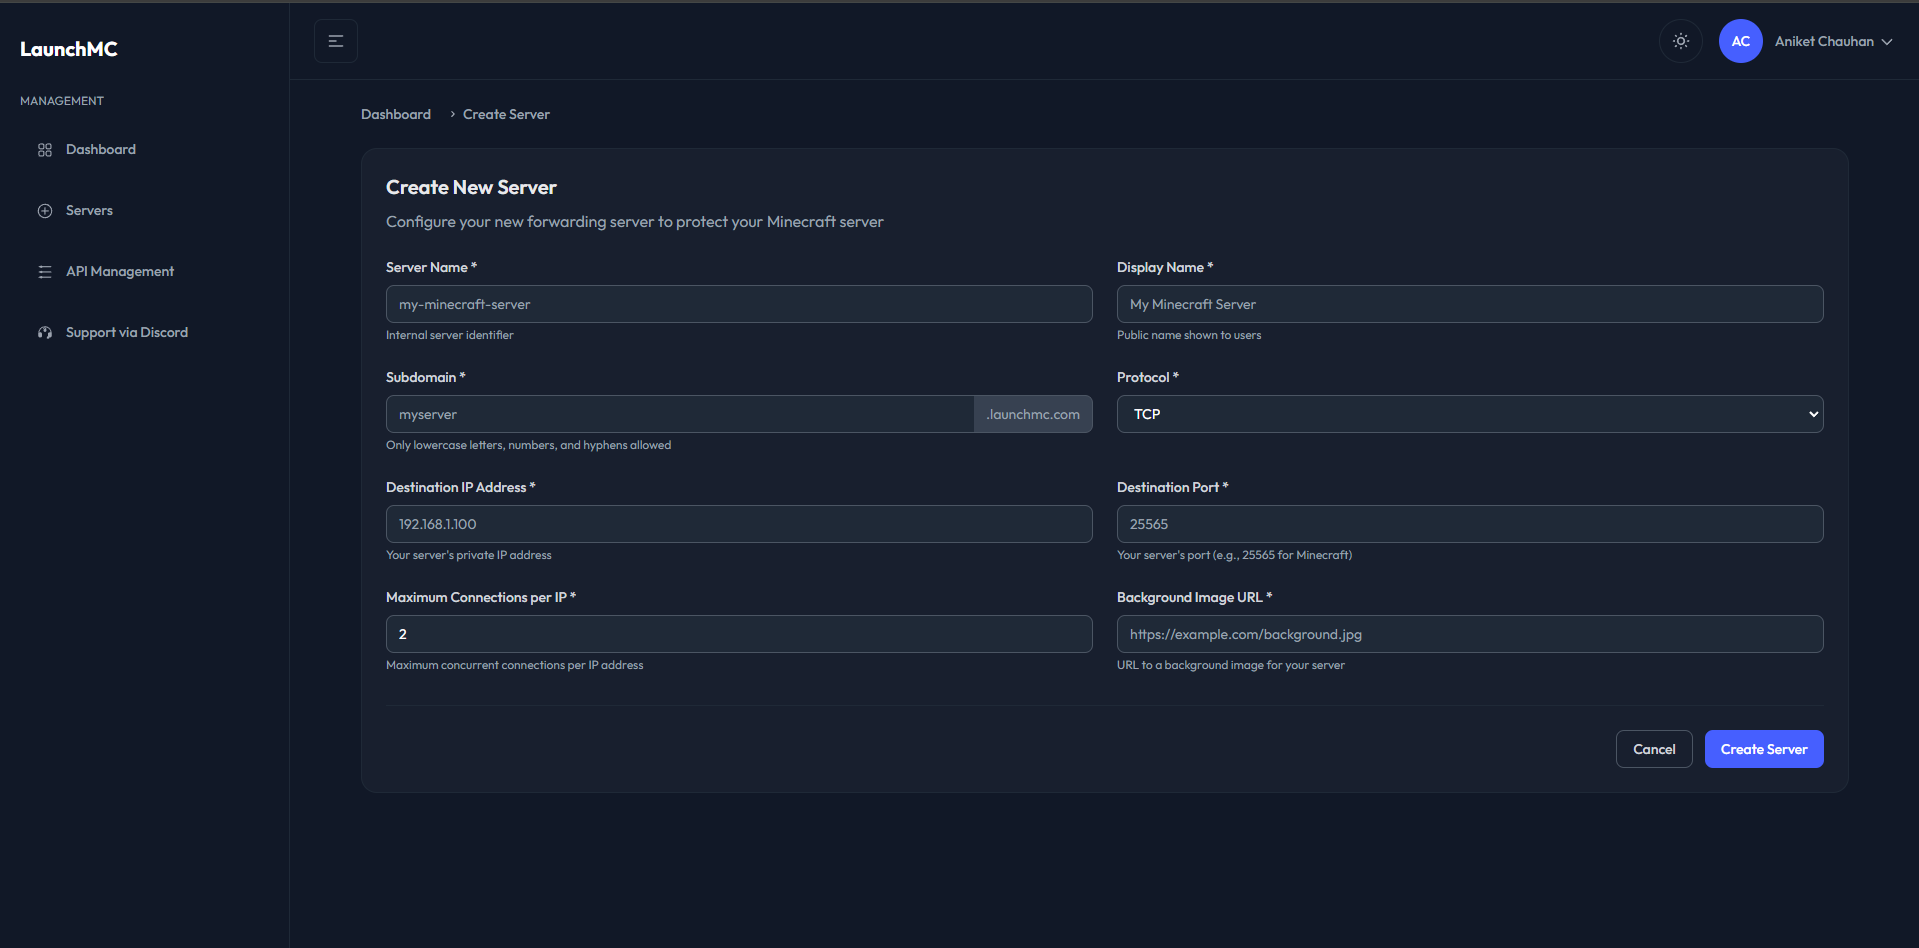 LaunchMC
AC
Aniket Chauhan
MANAGEMENT
Dashboard
Servers
API Management
Support via Discord
Dashboard › Create Server
Create New Server
Configure your new forwarding server to protect your Minecraft server
Server Name *
my-minecraft-server
Internal server identifier
Display Name *
My Minecraft Server
Public name shown to users
Subdomain *
myserver
.launchmc.com
Only lowercase letters, numbers, and hyphens allowed
Protocol *
TCP
Destination IP Address *
192.168.1.100
Your server's private IP address
Destination Port *
25565
Your server's port (e.g., 25565 for Minecraft)
Maximum Connections per IP *
2
Maximum concurrent connections per IP address
Background Image URL *
https://example.com/background.jpg
URL to a background image for your server
Cancel
Create Server